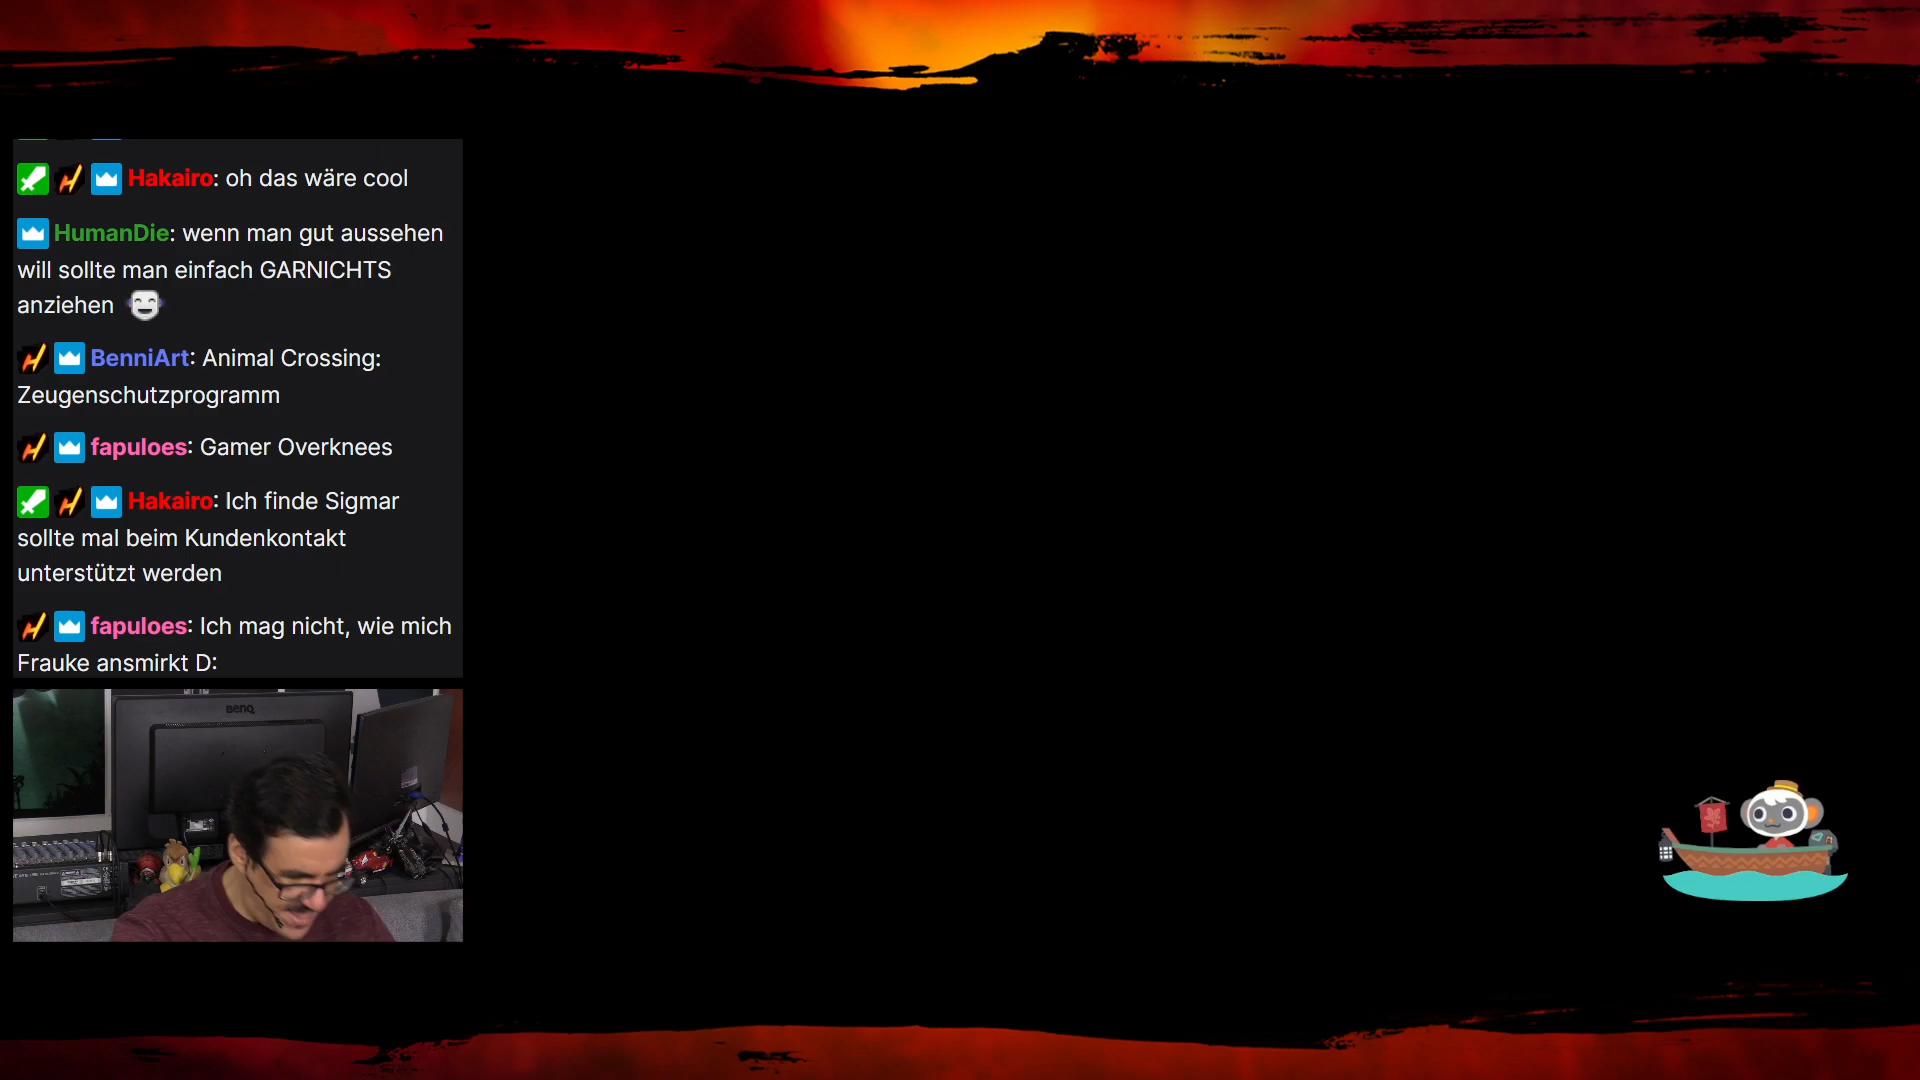 Hakairo: oh das wäre cool
HumanDie: wenn man gut aussehen
will sollte man einfach GARNICHTS
anziehen
BenniArt: Animal Crossing:
Zeugenschutzprogramm
fapuloes: Gamer Overknees
Hakairo: Ich finde Sigmar
sollte mal beim Kundenkontakt
unterstützt werden
fapuloes: Ich mag nicht, wie mich
Frauke ansmirkt D:
BenQ